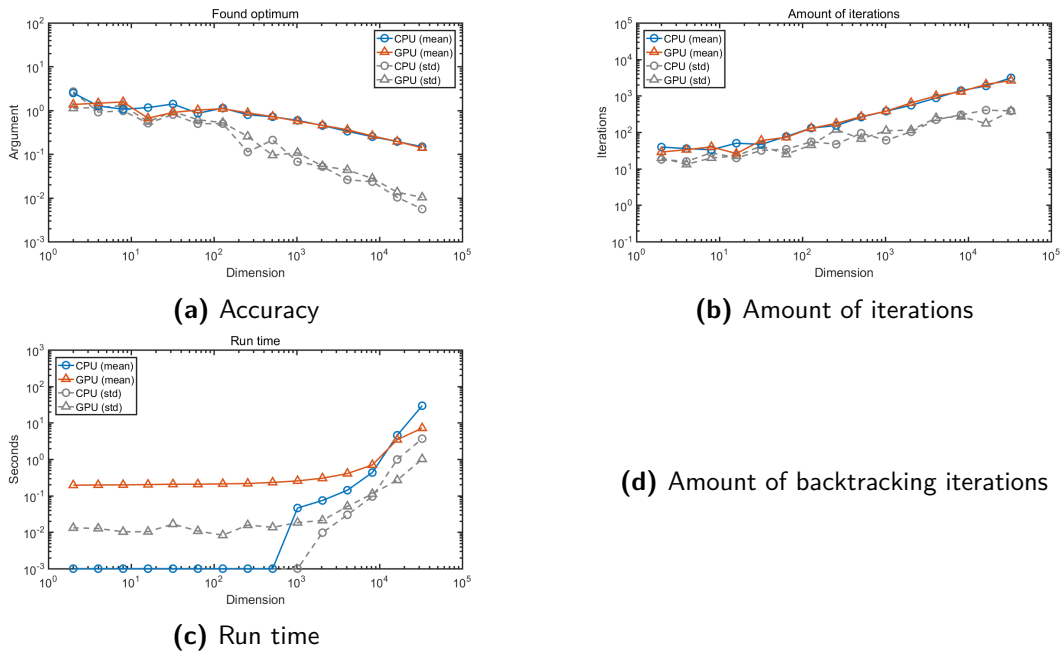 Found optimum
10^2
10^1
10^0
10^-1
10^-2
10^-3
Argument
CPU (mean)
GPU (mean)
CPU (std)
GPU (std)
10^0 10^1 10^2 10^3 10^4 10^5
Dimension
(a) Accuracy
Amount of iterations
10^5
10^4
10^3
10^2
10^1
10^0
10^-1
Iterations
CPU (mean)
GPU (mean)
CPU (std)
GPU (std)
10^0 10^1 10^2 10^3 10^4 10^5
Dimension
(b) Amount of iterations
Run time
10^3
10^2
10^1
10^0
10^-1
10^-2
10^-3
Seconds
CPU (mean)
GPU (mean)
CPU (std)
GPU (std)
10^0 10^1 10^2 10^3 10^4 10^5
Dimension
(c) Run time
(d) Amount of backtracking iterations